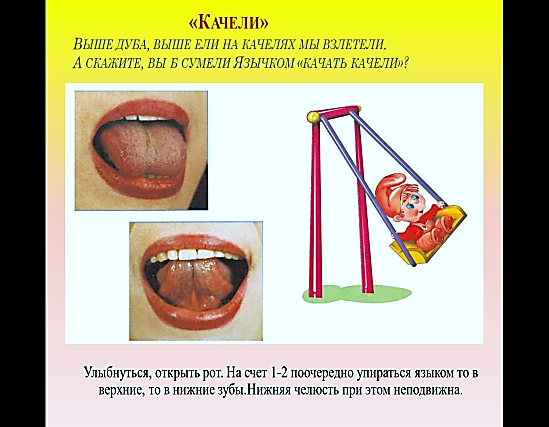 «Качели»
Выше дуба, выше ели на качелях мы взлетели.
А скажите, вы б сумели Язычком «качать качели»?
Улыбнуться, открыть рот. На счет 1-2 поочередно упираться языком то в
верхние, то в нижние зубы.Нижняя челюсть при этом неподвижна.